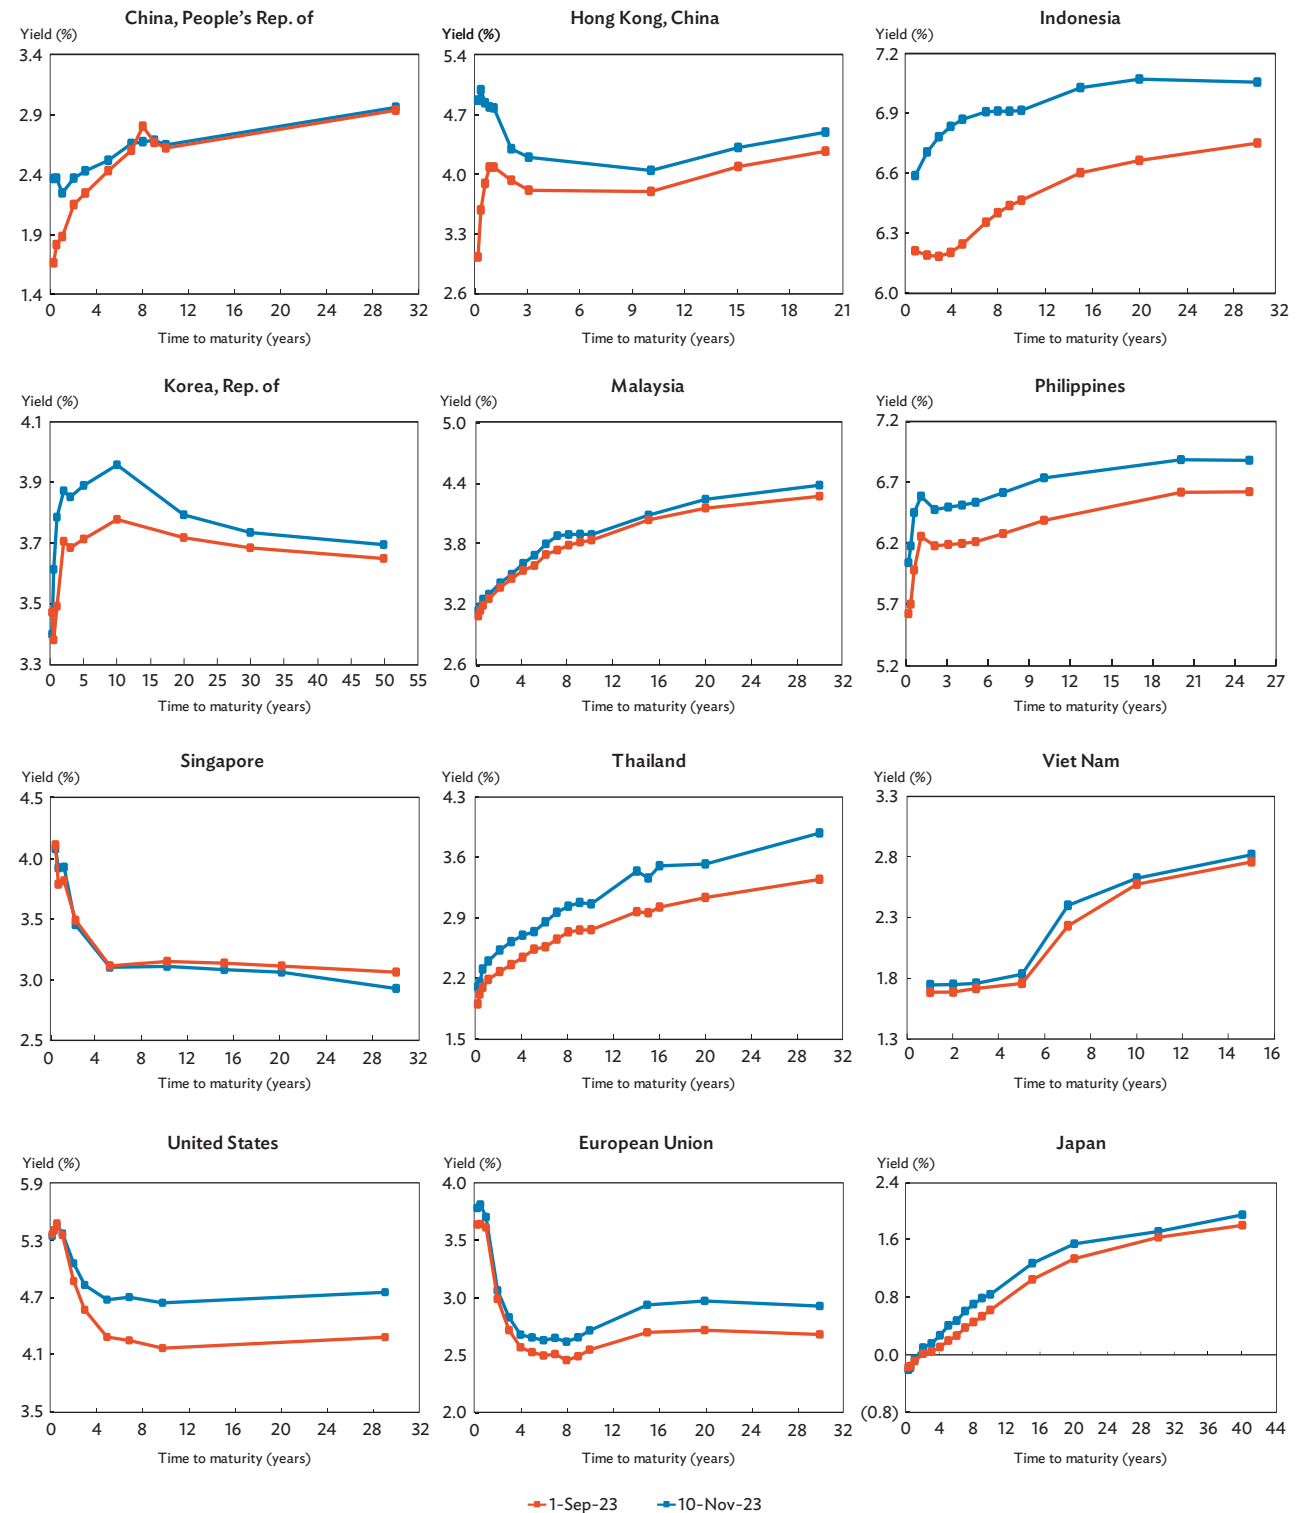 China, People's Rep. of
Yield (%)
3.4
2.9
2.4
1.9
1.4
0 4 8 12 16 20 24 30 32
Time to maturity (years)
Hong Kong, China
Yield (%)
5.4
4.7
4.0
3.3
2.6
0 3 6 9 12 15 18 21
Time to maturity (years)
Indonesia
Yield (%)
7.2
6.9
6.6
6.3
6.0
0 4 8 12 16 20 24 28 32
Time to maturity (years)
Korea, Rep. of
Yield (%)
4.1
3.9
3.7
3.5
3.3
0 5 10 15 20 25 30 40 45 50 55
Time to maturity (years)
Malaysia
Yield (%)
5.0
4.4
3.8
3.2
2.6
0 4 8 12 16 20 24 28 32
Time to maturity (years)
Philippines
Yield (%)
7.2
6.7
6.2
5.7
5.2
0 3 6 9 12 15 18 21 24 27
Time to maturity (years)
Singapore
Yield (%)
4.5
4.0
3.5
3.0
2.5
0 4 8 12 16 20 24 28 32
Time to maturity (years)
Thailand
Yield (%)
4.3
3.6
2.9
2.2
1.5
0 4 8 12 16 20 24 28 32
Time to maturity (years)
Viet Nam
Yield (%)
3.3
2.8
2.3
1.8
1.3
0 2 4 6 8 10 12 14 16
Time to maturity (years)
United States
Yield (%)
5.9
5.3
4.7
4.1
3.5
0 4 8 12 16 20 24 28 32
Time to maturity (years)
European Union
Yield (%)
4.0
3.5
3.0
2.5
2.0
0 4 8 12 16 20 24 28 32
Time to maturity (years)
Japan
Yield (%)
2.4
1.6
0.8
0.0
(0.8)
0 4 8 12 16 20 24 28 32 36 40 44
Time to maturity (years)
1-Sep-23 10-Nov-23